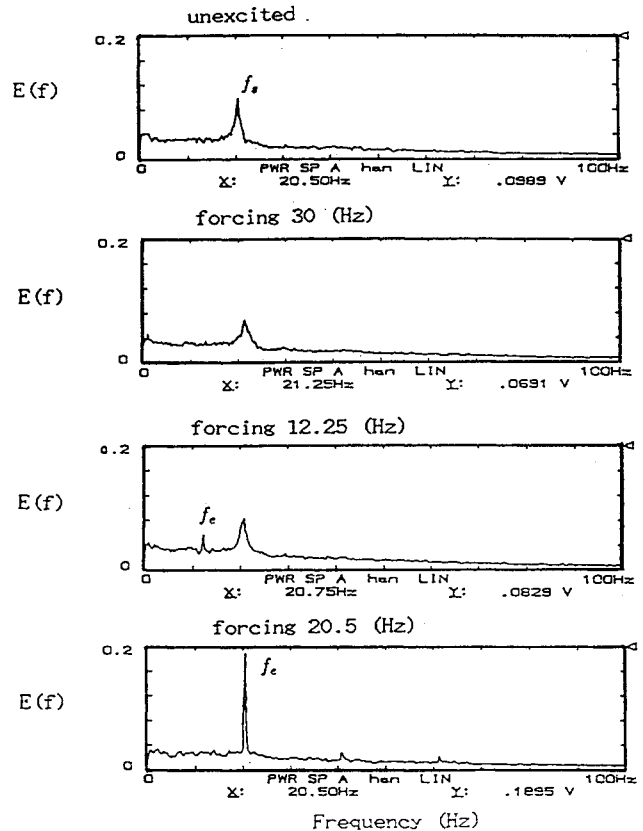 unexcited
0.2
E(f)
f_s
0
0 PWR SP A han LIN 100Hz
X: 20.50Hz Y: .0989 V
forcing 30 (Hz)
0.2
E(f)
0
0 PWR SP A han LIN 100Hz
X: 21.25Hz Y: .0691 V
forcing 12.25 (Hz)
0.2
E(f)
f_e
0
0 PWR SP A han LIN 100Hz
X: 20.75Hz Y: .0829 V
forcing 20.5 (Hz)
0.2
f_e
E(f)
0
0 PWR SP A han LIN 100Hz
X: 20.50Hz Y: .1895 V
Frequency (Hz)